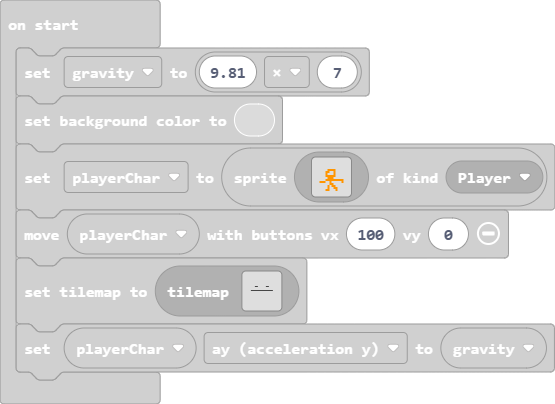 on start
set gravity to 9.81 × 7
set background color to
set playerChar to sprite of kind Player
move playerChar with buttons vx 100 vy 0
set tilemap to tilemap
set playerChar ay (acceleration y) to gravity